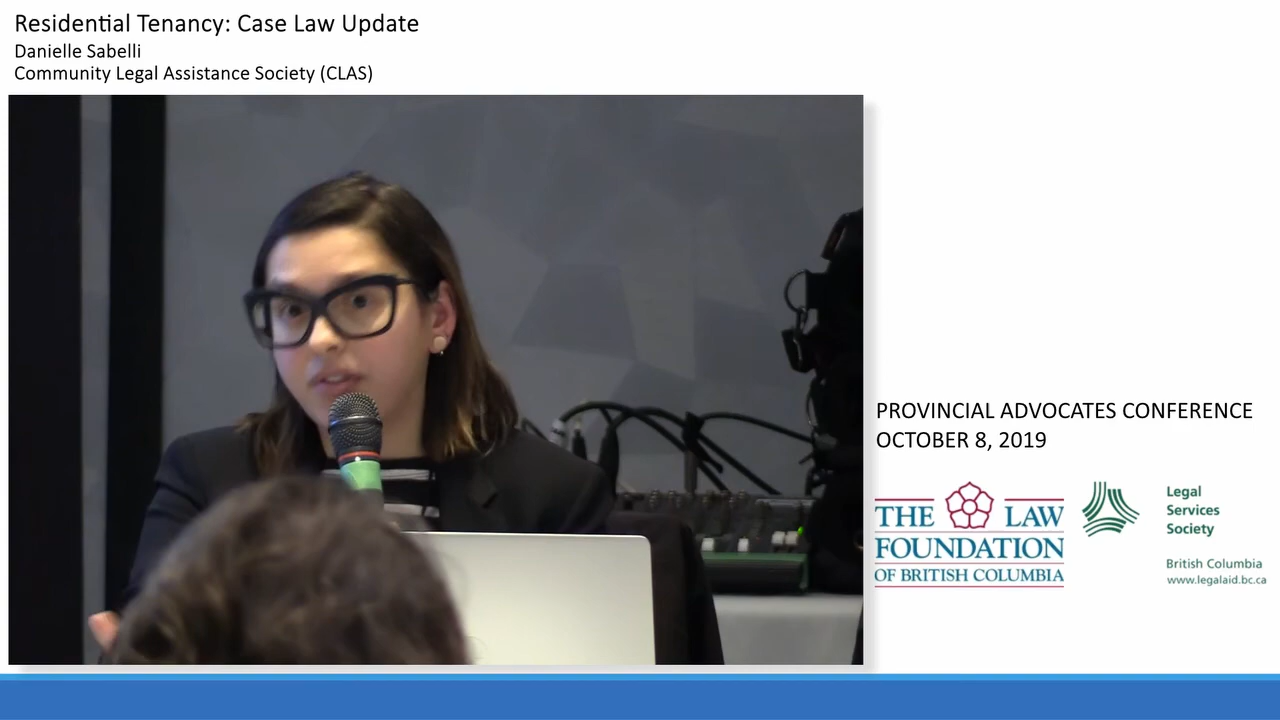 Residential Tenancy: Case Law Update
Danielle Sabelli
Community Legal Assistance Society (CLAS)
PROVINCIAL ADVOCATES CONFERENCE
OCTOBER 8, 2019
THE LAW
FOUNDATION
OF BRITISH COLUMBIA
Legal
Services
Society
British Columbia
www.legalaid.bc.ca